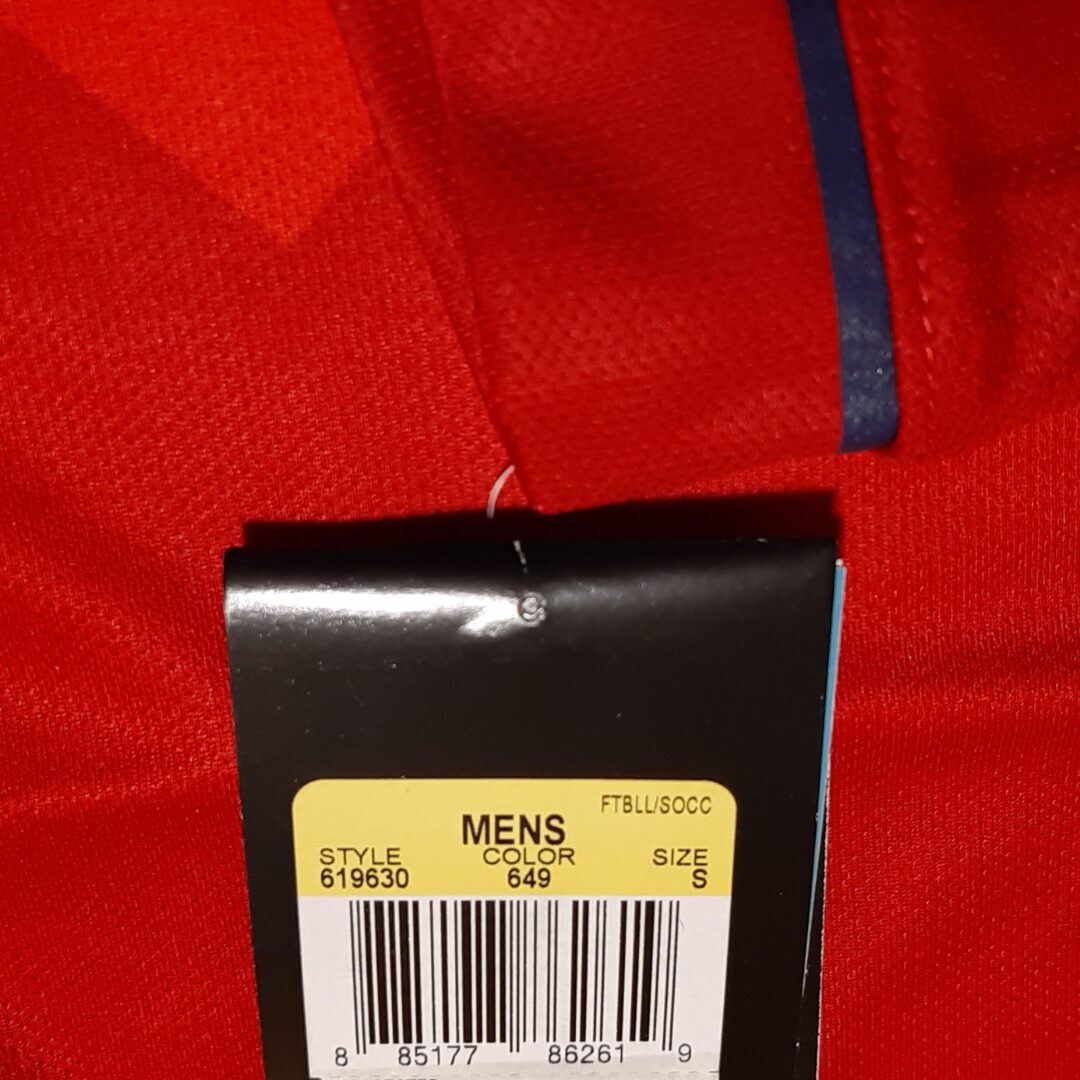 FTBLL/SOCC
MENS
STYLE COLOR SIZE
619630 649 S
8 85177 86261 9